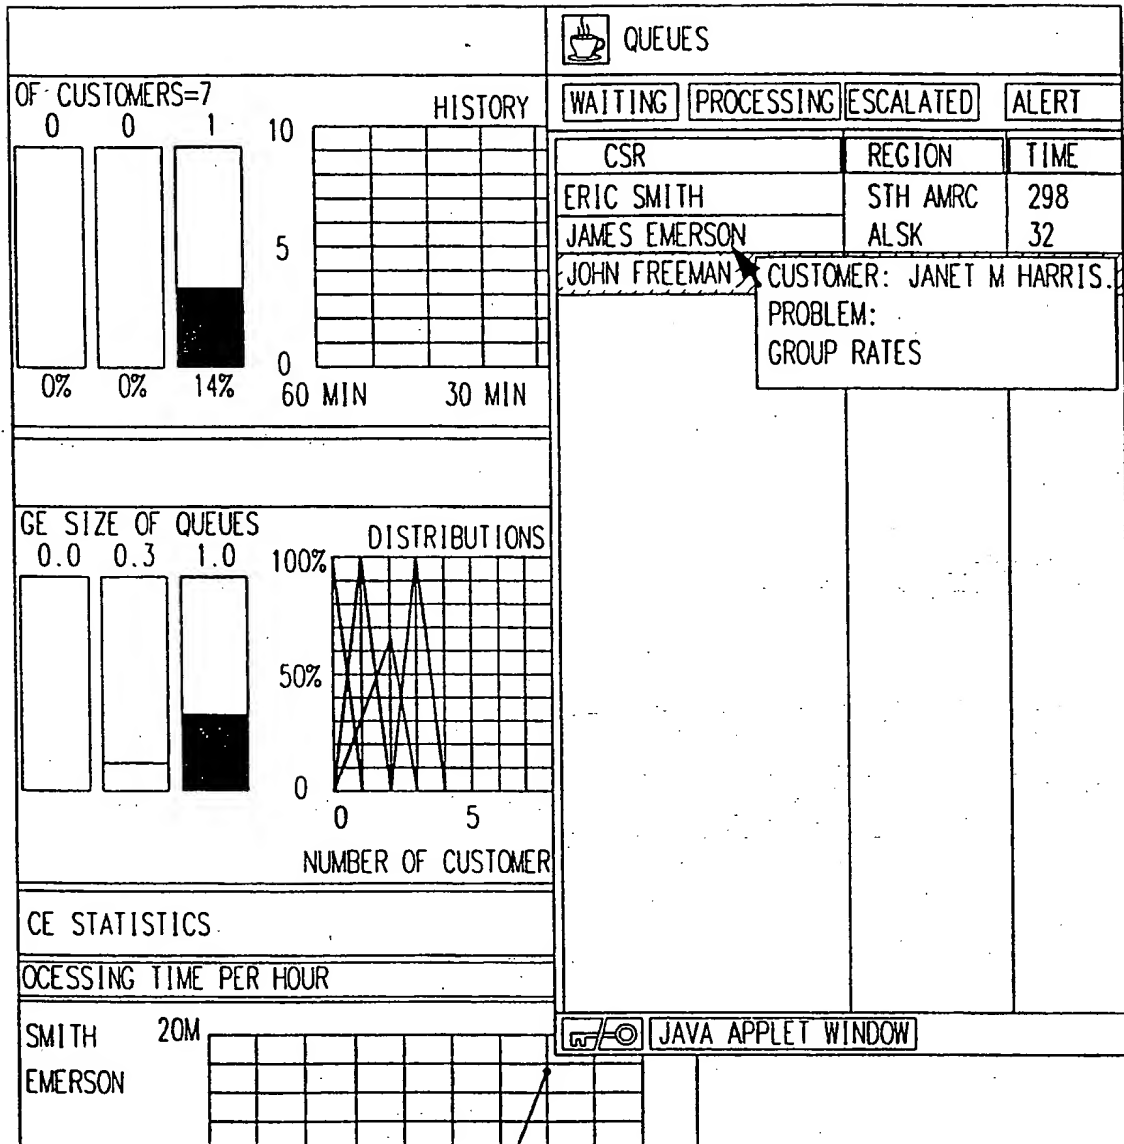 OF CUSTOMERS=7
0 0 1
HISTORY
10
5
0
0% 0% 14%
60 MIN 30 MIN
GE SIZE OF QUEUES
0.0 0.3 1.0
DISTRIBUTIONS
100%
50%
0
0 5
NUMBER OF CUSTOMER
CE STATISTICS
OCESSING TIME PER HOUR
SMITH
EMERSON
20M
QUEUES
WAITING PROCESSING ESCALATED ALERT
CSR REGION TIME
ERIC SMITH STH AMRC 298
JAMES EMERSON ALSK 32
JOHN FREEMAN
CUSTOMER: JANET M HARRIS.
PROBLEM:
GROUP RATES
JAVA APPLET WINDOW